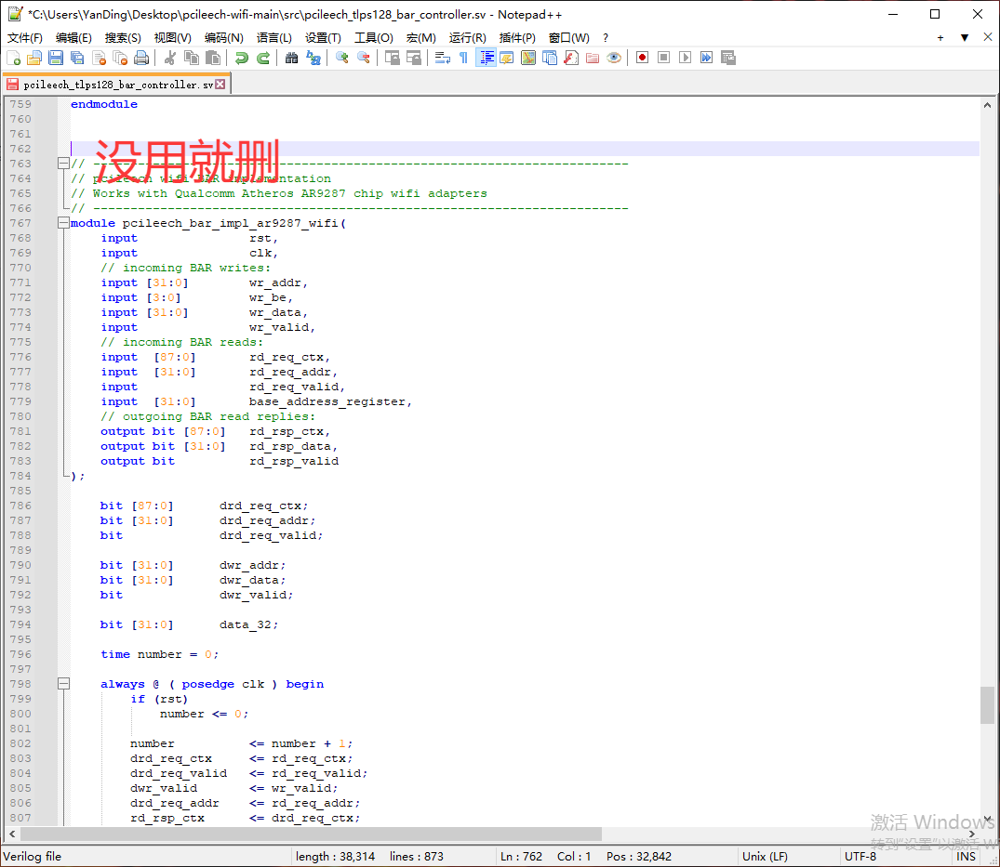 *C:\Users\YanDing\Desktop\pcileech-wifi-main\src\pcileech_tlps128_bar_controller.sv - Notepad++
文件(F) 编辑(E) 搜索(S) 视图(V) 编码(N) 语言(L) 设置(T) 工具(O) 宏(M) 运行(R) 插件(P) 窗口(W) ?
pcileech_tlps128_bar_controller.sv
759 endmodule
760
761
762
没用就删
763 // ------------------------------------------------------------------------
764 // pcileech wifi BAR implementation
765 // Works with Qualcomm Atheros AR9287 chip wifi adapters
766 // ------------------------------------------------------------------------
767 module pcileech_bar_impl_ar9287_wifi(
768 input rst,
769 input clk,
770 // incoming BAR writes:
771 input [31:0] wr_addr,
772 input [3:0] wr_be,
773 input [31:0] wr_data,
774 input wr_valid,
775 // incoming BAR reads:
776 input [87:0] rd_req_ctx,
777 input [31:0] rd_req_addr,
778 input rd_req_valid,
779 input [31:0] base_address_register,
780 // outgoing BAR read replies:
781 output bit [87:0] rd_rsp_ctx,
782 output bit [31:0] rd_rsp_data,
783 output bit rd_rsp_valid
784 );
785
786 bit [87:0] drd_req_ctx;
787 bit [31:0] drd_req_addr;
788 bit drd_req_valid;
789
790 bit [31:0] dwr_addr;
791 bit [31:0] dwr_data;
792 bit dwr_valid;
793
794 bit [31:0] data_32;
795
796 time number = 0;
797
798 always @ ( posedge clk ) begin
799 if (rst)
800 number <= 0;
801
802 number <= number + 1;
803 drd_req_ctx <= rd_req_ctx;
804 drd_req_valid <= rd_req_valid;
805 dwr_valid <= wr_valid;
806 drd_req_addr <= rd_req_addr;
807 rd_rsp_ctx <= drd_req_ctx;
激活 Windows
转到"设置"以激活 W
Verilog file length : 38,314 lines : 873 Ln : 762 Col : 1 Pos : 32,842 Unix (LF) UTF-8 INS